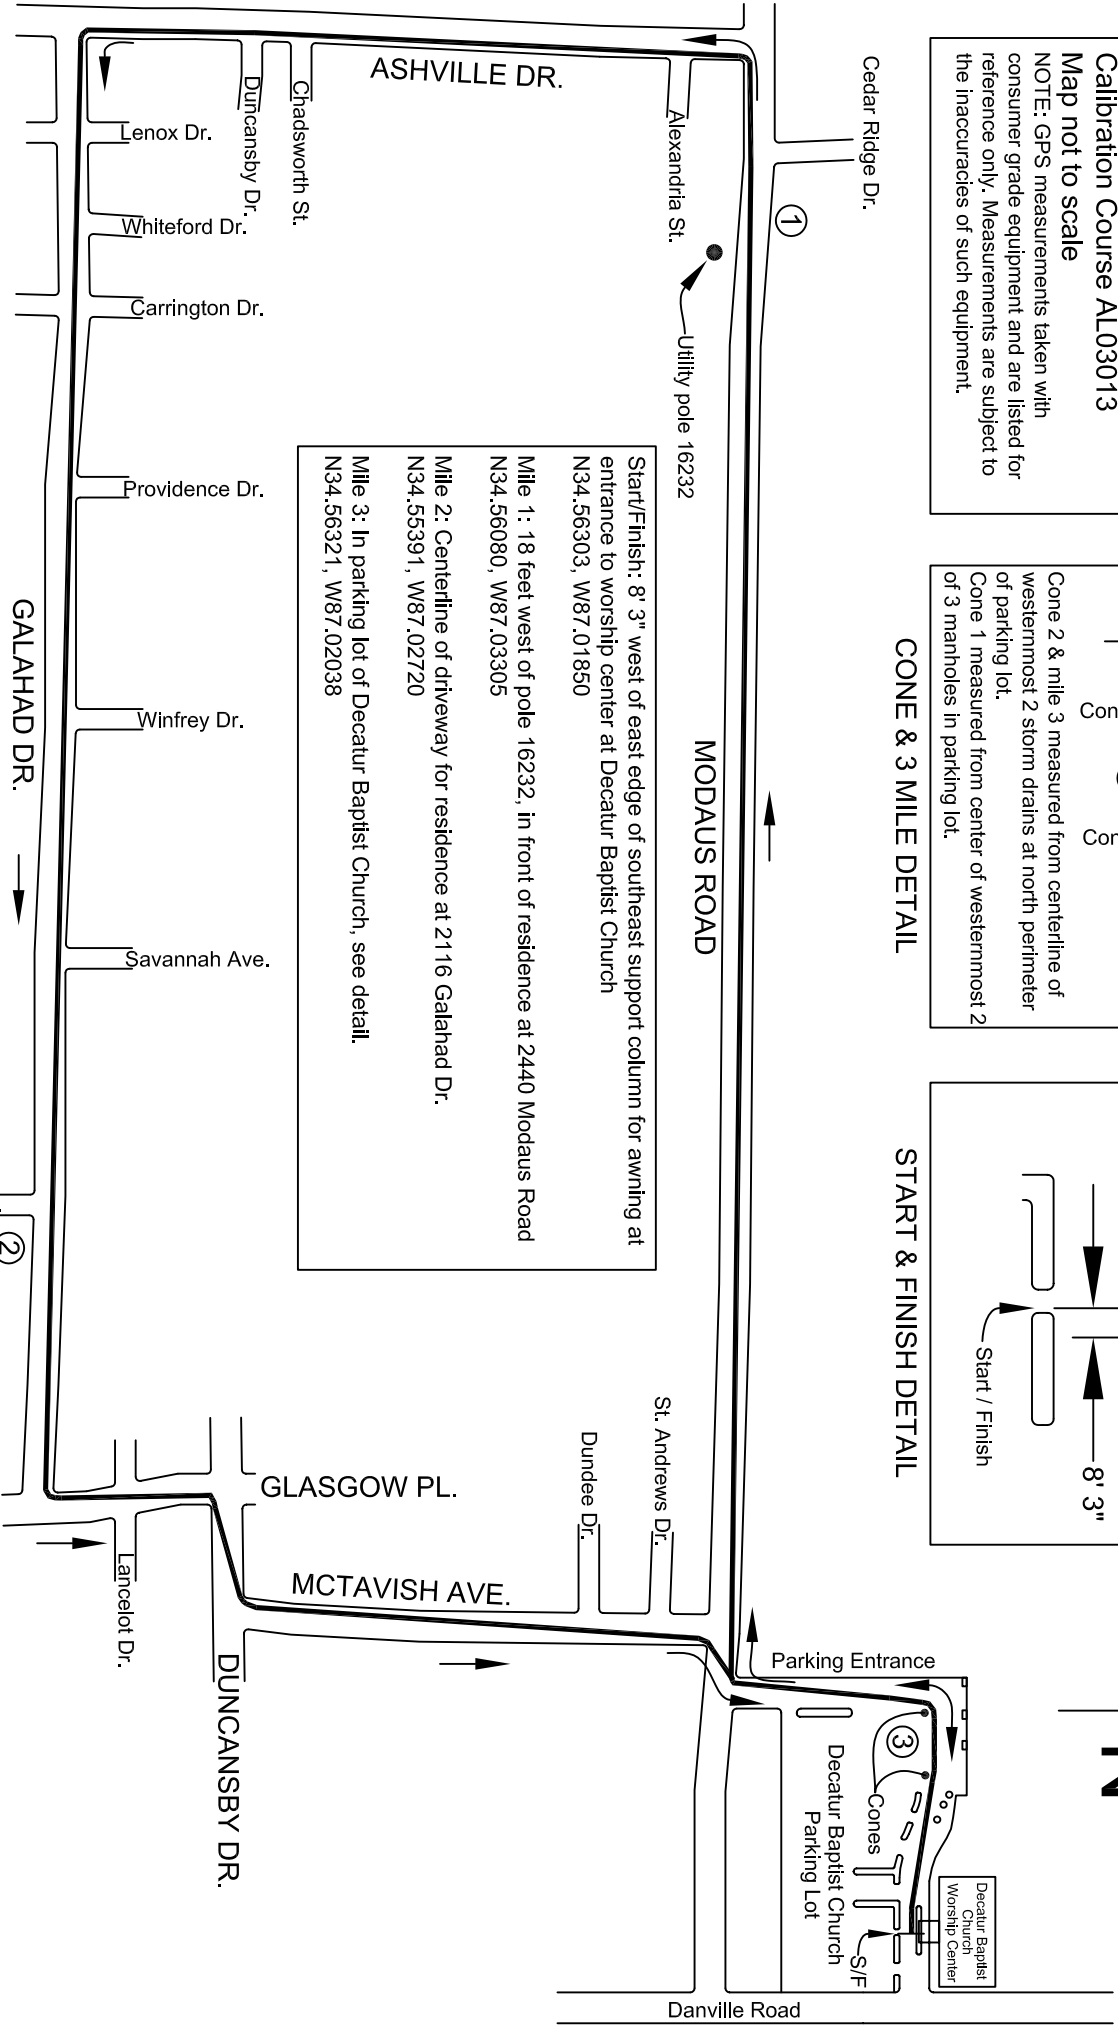 Calibration Course AL03013
Map not to scale
NOTE: GPS measurements taken with
consumer grade equipment and are listed for
reference only. Measurements are subject to
the inaccuracies of such equipment.
Cone 2 & mile 3 measured from centerline of
westernmost 2 storm drains at north perimeter
of parking lot.
Cone 1 measured from center of westernmost 2
of 3 manholes in parking lot.
CONE & 3 MILE DETAIL
8' 3"
Start / Finish
START & FINISH DETAIL
N
Cedar Ridge Dr.
1
Alexandria St.
Utility pole 16232
MODAUS ROAD
ASHVILLE DR.
Chadsworth St.
Duncansby Dr.
Lenox Dr.
Whiteford Dr.
Carrington Dr.
Providence Dr.
Winfrey Dr.
Savannah Ave.
GALAHAD DR.
2
Start/Finish: 8' 3" west of east edge of southeast support column for awning at
entrance to worship center at Decatur Baptist Church
N34.56303, W87.01850
Mile 1: 18 feet west of pole 16232, in front of residence at 2440 Modaus Road
N34.56080, W87.03305
Mile 2: Centerline of driveway for residence at 2116 Galahad Dr.
N34.55391, W87.02720
Mile 3: In parking lot of Decatur Baptist Church, see detail.
N34.56321, W87.02038
St. Andrews Dr.
Dundee Dr.
GLASGOW PL.
MCTAVISH AVE.
Lancelot Dr.
DUNCANSBY DR.
Parking Entrance
3
Cones
Decatur Baptist Church
Parking Lot
S/F
Decatur Baptist
Church
Worship Center
Danville Road